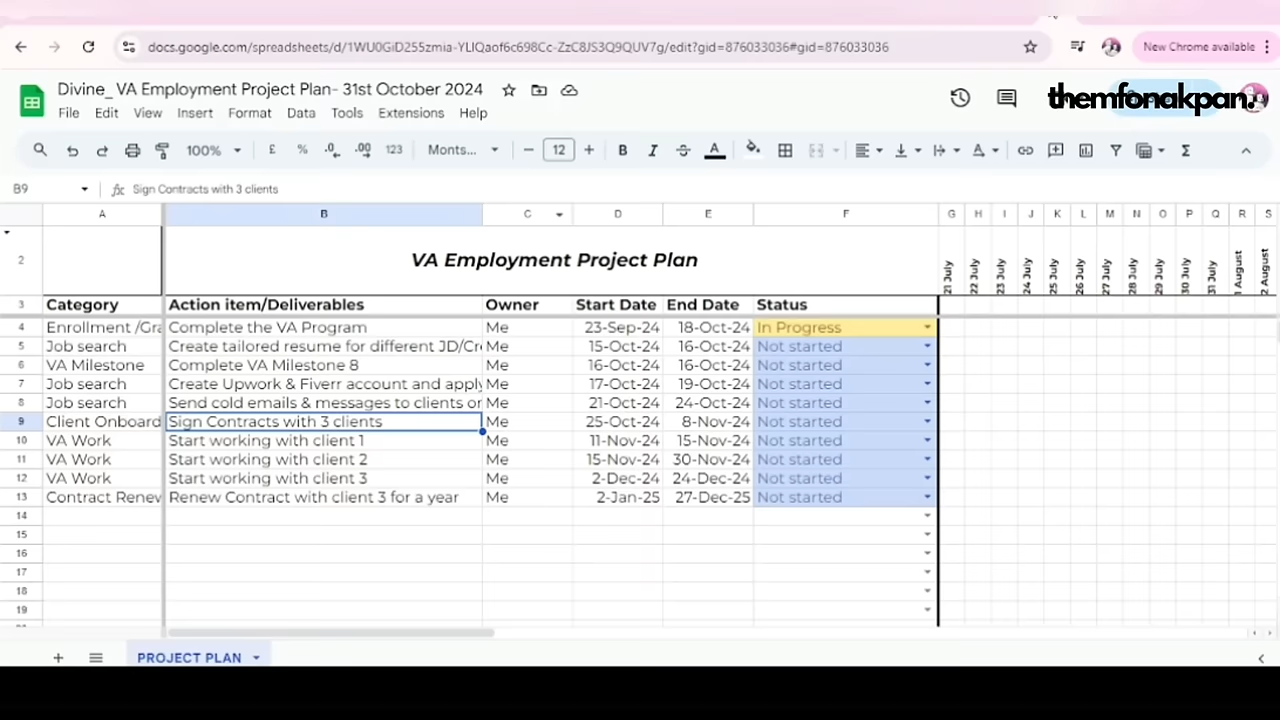 docs.google.com/spreadsheets/d/1WU0GiD255zmia-YLIQaof6c698Cc-ZzC8JS3Q9QUV7g/edit?gid=876033036#gid=876033036
New Chrome available
Divine_ VA Employment Project Plan- 31st October 2024
themfonakpan.
File Edit View Insert Format Data Tools Extensions Help
100% £ % .0 .00 123 Monts... 12 B I A
B9 fx Sign Contracts with 3 clients
A B C D E F G H I J K L M N O P Q R S
2 VA Employment Project Plan 21 July 22 July 23 July 24 July 25 July 26 July 27 July 28 July 29 July 30 July 31 July 1 August 2 August
3 Category Action item/Deliverables Owner Start Date End Date Status
4 Enrollment /Gra Complete the VA Program Me 23-Sep-24 18-Oct-24 In Progress
5 Job search Create tailored resume for different JD/Cr Me 15-Oct-24 16-Oct-24 Not started
6 VA Milestone Complete VA Milestone 8 Me 16-Oct-24 16-Oct-24 Not started
7 Job search Create Upwork & Fiverr account and apply Me 17-Oct-24 19-Oct-24 Not started
8 Job search Send cold emails & messages to clients or Me 21-Oct-24 24-Oct-24 Not started
9 Client Onboard Sign Contracts with 3 clients Me 25-Oct-24 8-Nov-24 Not started
10 VA Work Start working with client 1 Me 11-Nov-24 15-Nov-24 Not started
11 VA Work Start working with client 2 Me 15-Nov-24 30-Nov-24 Not started
12 VA Work Start working with client 3 Me 2-Dec-24 24-Dec-24 Not started
13 Contract Renew Renew Contract with client 3 for a year Me 2-Jan-25 27-Dec-25 Not started
14
15
16
17
18
19
PROJECT PLAN